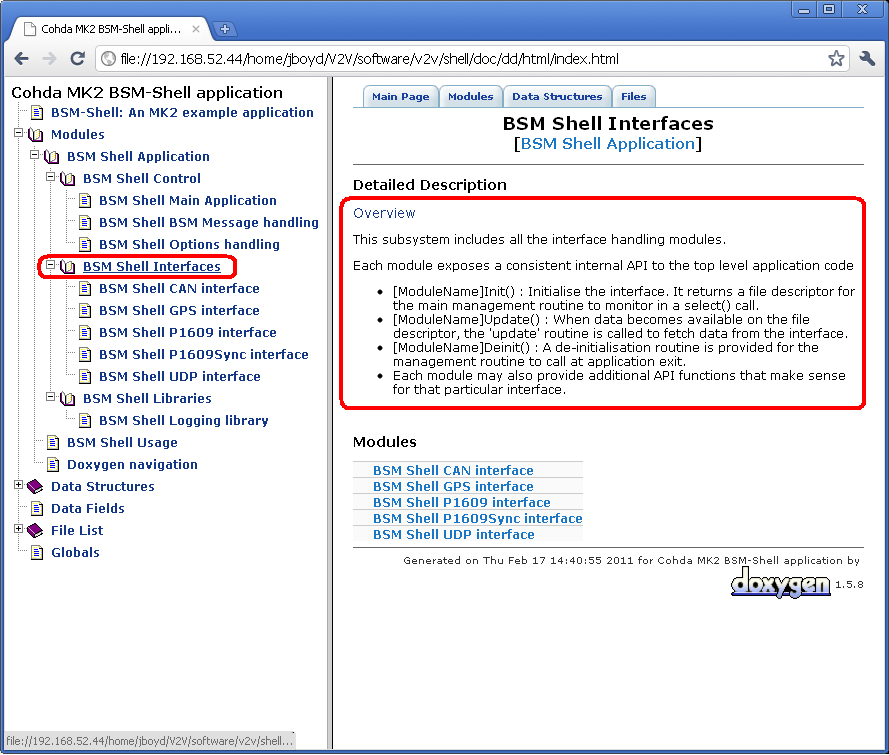 Cohda MK2 BSM-Shell appli...
file://192.168.52.44/home/jboyd/V2V/software/v2v/shell/doc/dd/html/index.html
Cohda MK2 BSM-Shell application
BSM-Shell: An MK2 example application
Modules
BSM Shell Application
BSM Shell Control
BSM Shell Main Application
BSM Shell BSM Message handling
BSM Shell Options handling
BSM Shell Interfaces
BSM Shell CAN interface
BSM Shell GPS interface
BSM Shell P1609 interface
BSM Shell P1609Sync interface
BSM Shell UDP interface
BSM Shell Libraries
BSM Shell Logging library
BSM Shell Usage
Doxygen navigation
Data Structures
Data Fields
File List
Globals
file://192.168.52.44/home/jboyd/V2V/software/v2v/shell...
Main Page Modules Data Structures Files
BSM Shell Interfaces
[BSM Shell Application]
Detailed Description
Overview
This subsystem includes all the interface handling modules.
Each module exposes a consistent internal API to the top level application code
• [ModuleName]Init() : Initialise the interface. It returns a file descriptor for
the main management routine to monitor in a select() call.
• [ModuleName]Update() : When data becomes available on the file
descriptor, the 'update' routine is called to fetch data from the interface.
• [ModuleName]Deinit() : A de-initialisation routine is provided for the
management routine to call at application exit.
• Each module may also provide additional API functions that make sense
for that particular interface.
Modules
BSM Shell CAN interface
BSM Shell GPS interface
BSM Shell P1609 interface
BSM Shell P1609Sync interface
BSM Shell UDP interface
Generated on Thu Feb 17 14:40:55 2011 for Cohda MK2 BSM-Shell application by
doxygen 1.5.8